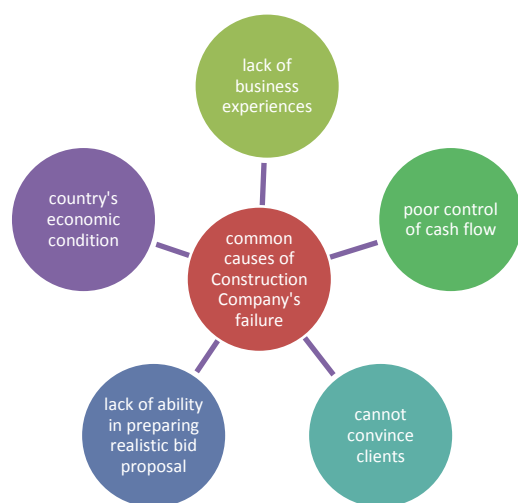 lack of
business
experiences
country's
economic
condition
poor control
of cash flow
common
causes of
Construction
Company's
failure
lack of ability
in preparing
realistic bid
proposal
cannot
convince
clients